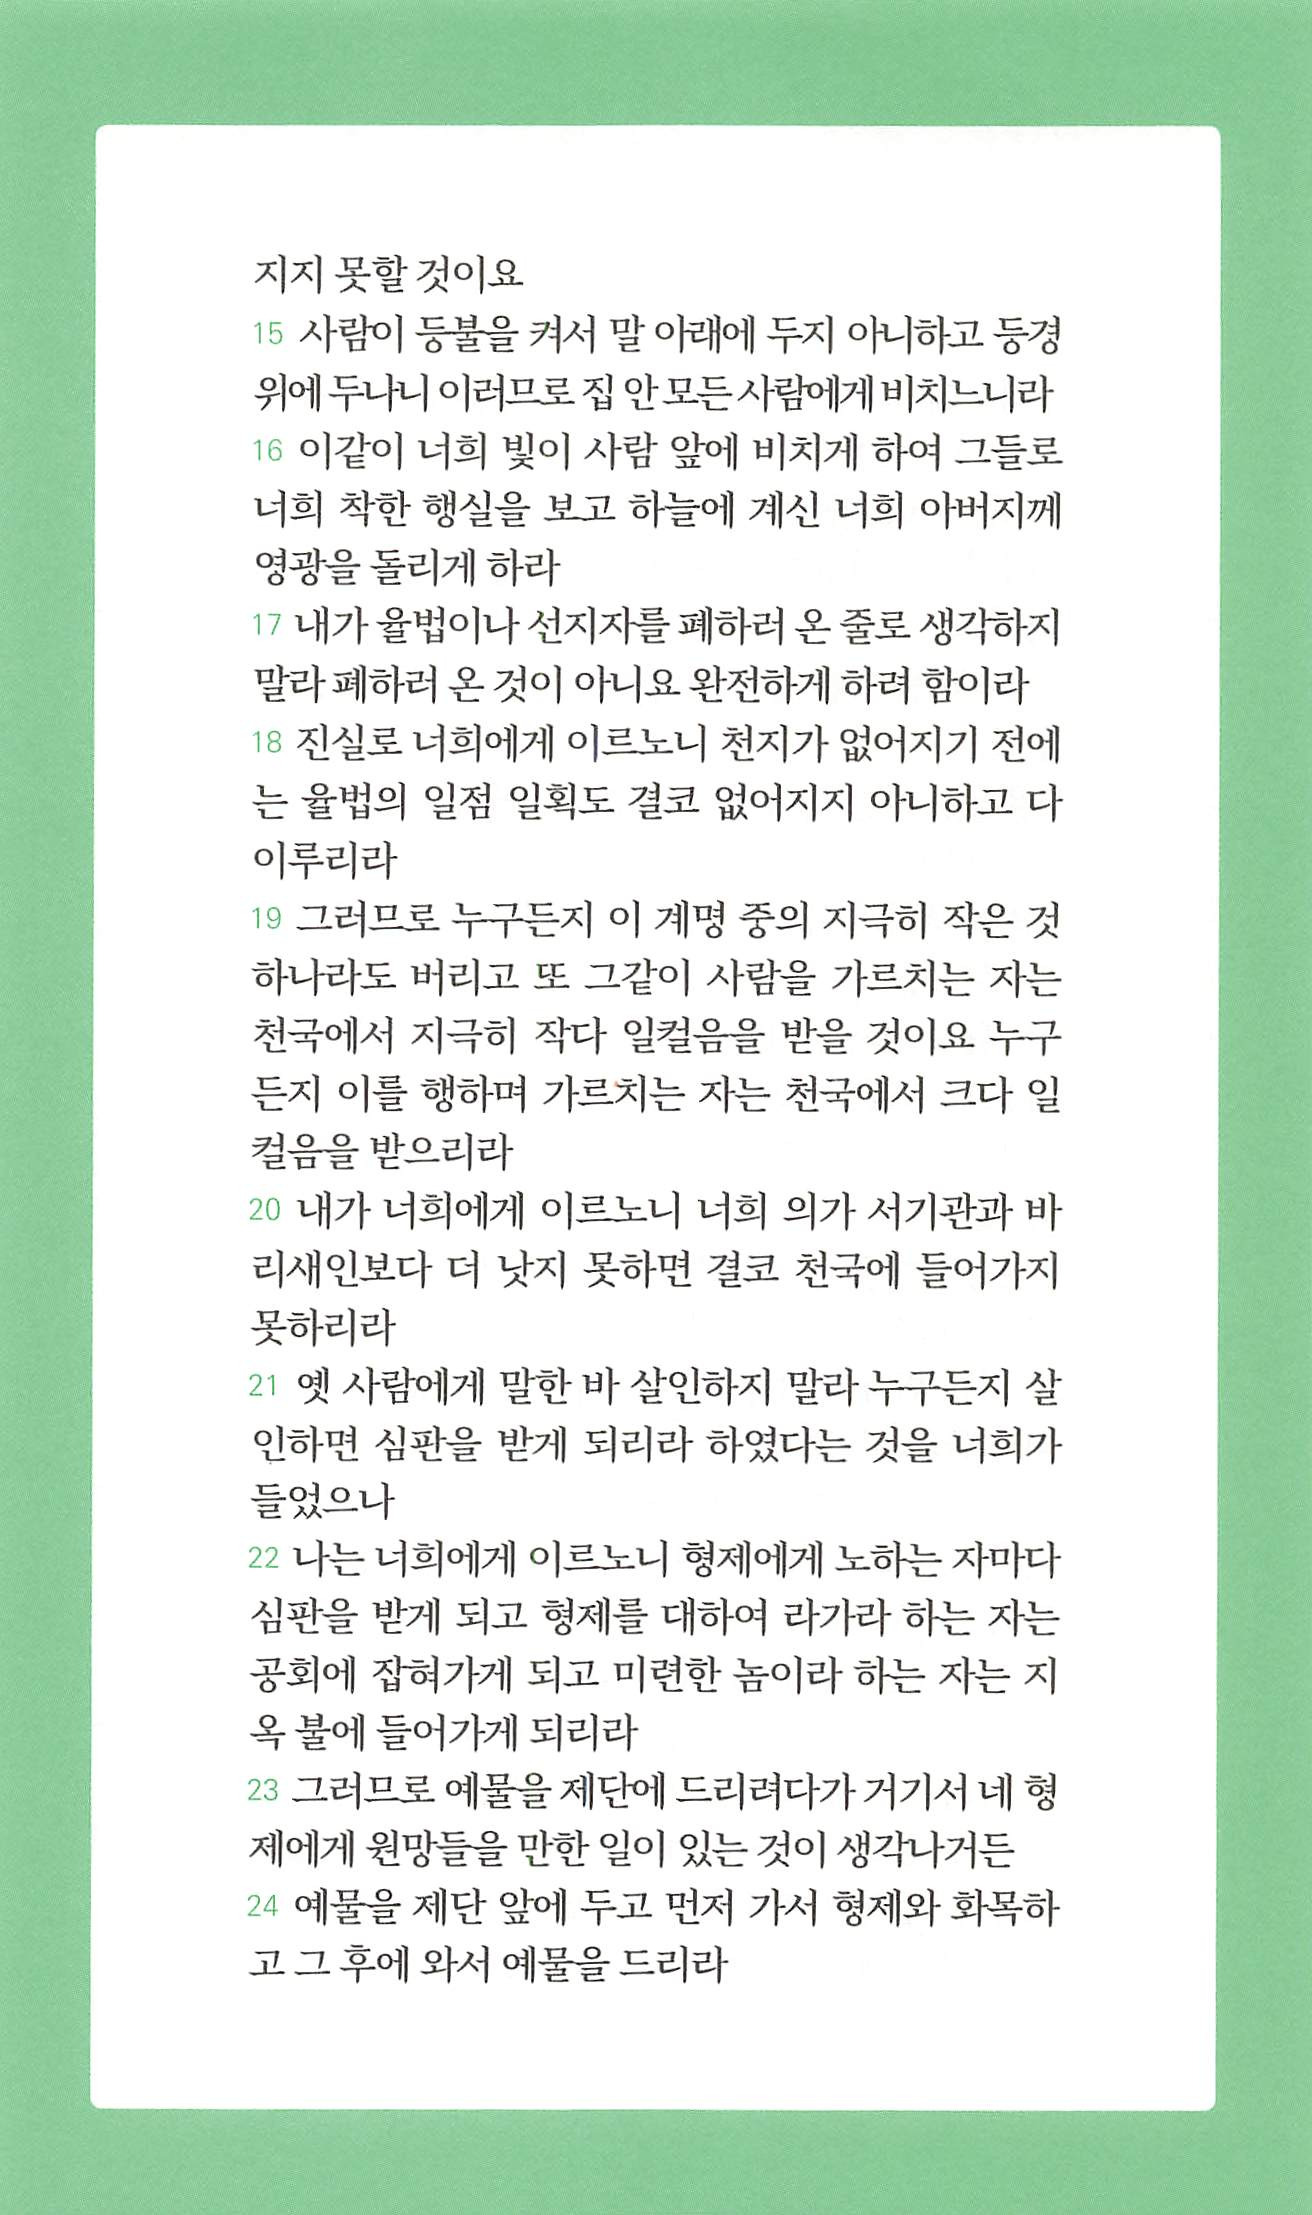 지지 못할 것이요
15 사람이 등불을 켜서 말 아래에 두지 아니하고 등경
위에 두나니 이러므로 집 안 모든 사람에게 비치느니라
16 이같이 너희 빛이 사람 앞에 비치게 하여 그들로
너희 착한 행실을 보고 하늘에 계신 너희 아버지께
영광을 돌리게 하라
17 내가 율법이나 선지자를 폐하러 온 줄로 생각하지
말라 폐하러 온 것이 아니요 완전하게 하려 함이라
18 진실로 너희에게 이르노니 천지가 없어지기 전에
는 율법의 일점 일획도 결코 없어지지 아니하고 다
이루리라
19 그러므로 누구든지 이 계명 중의 지극히 작은 것
하나라도 버리고 또 그같이 사람을 가르치는 자는
천국에서 지극히 작다 일컬음을 받을 것이요 누구
든지 이를 행하며 가르치는 자는 천국에서 크다 일
컬음을 받으리라
20 내가 너희에게 이르노니 너희 의가 서기관과 바
리새인보다 더 낫지 못하면 결코 천국에 들어가지
못하리라
21 옛 사람에게 말한 바 살인하지 말라 누구든지 살
인하면 심판을 받게 되리라 하였다는 것을 너희가
들었으나
22 나는 너희에게 이르노니 형제에게 노하는 자마다
심판을 받게 되고 형제를 대하여 라가라 하는 자는
공회에 잡혀가게 되고 미련한 놈이라 하는 자는 지
옥 불에 들어가게 되리라
23 그러므로 예물을 제단에 드리려다가 거기서 네 형
제에게 원망들을 만한 일이 있는 것이 생각나거든
24 예물을 제단 앞에 두고 먼저 가서 형제와 화목하
고 그 후에 와서 예물을 드리라